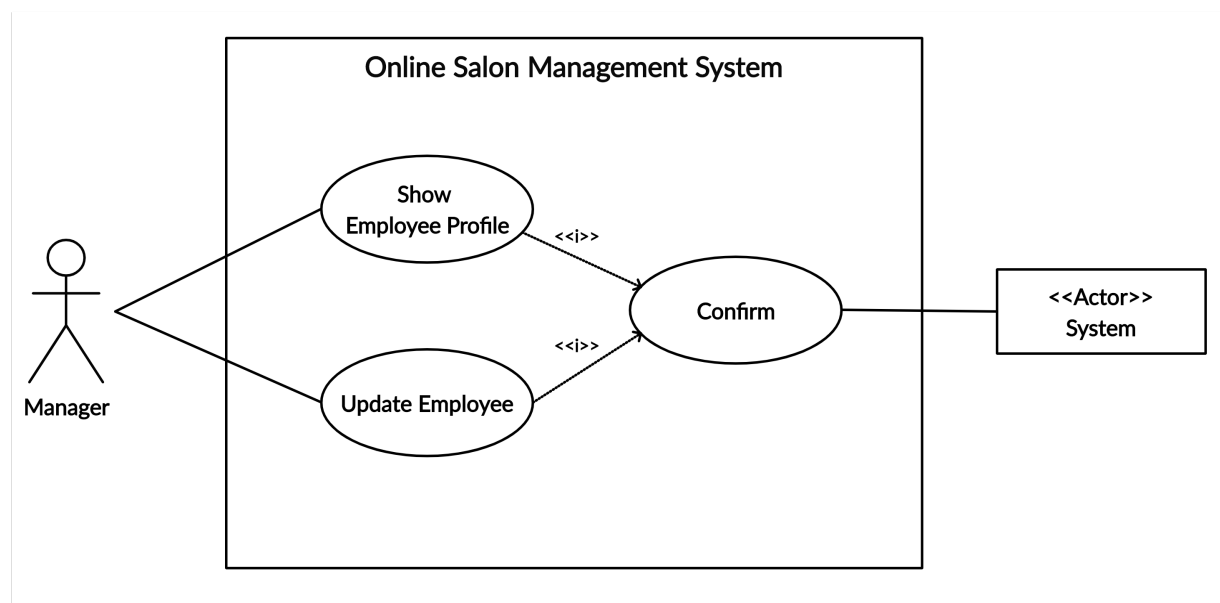 Online Salon Management System
Show
Employee Profile
<<i>>
Confirm
<<Actor>>
System
<<i>>
Update Employee
Manager